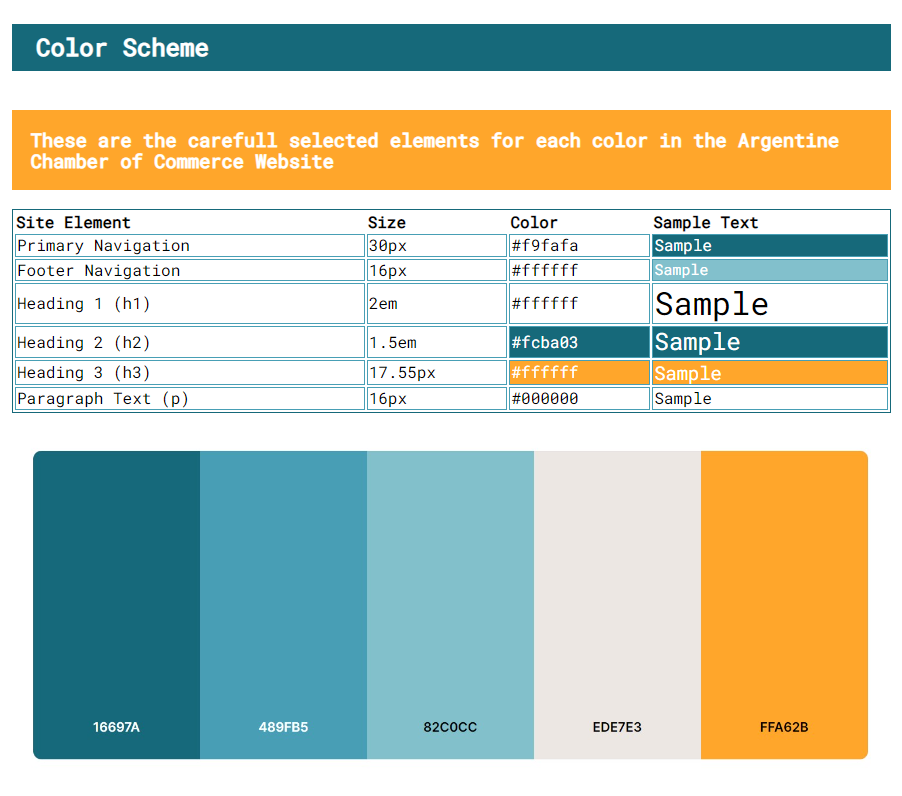 Color Scheme
These are the carefull selected elements for each color in the Argentine
Chamber of Commerce Website
Site Element Size Color Sample Text
Primary Navigation 30px #f9fafa Sample
Footer Navigation 16px #ffffff Sample
Heading 1 (h1) 2em #ffffff Sample
Heading 2 (h2) 1.5em #fcba03 Sample
Heading 3 (h3) 17.55px #ffffff Sample
Paragraph Text (p) 16px #000000 Sample
16697A 489FB5 82C0CC EDE7E3 FFA62B